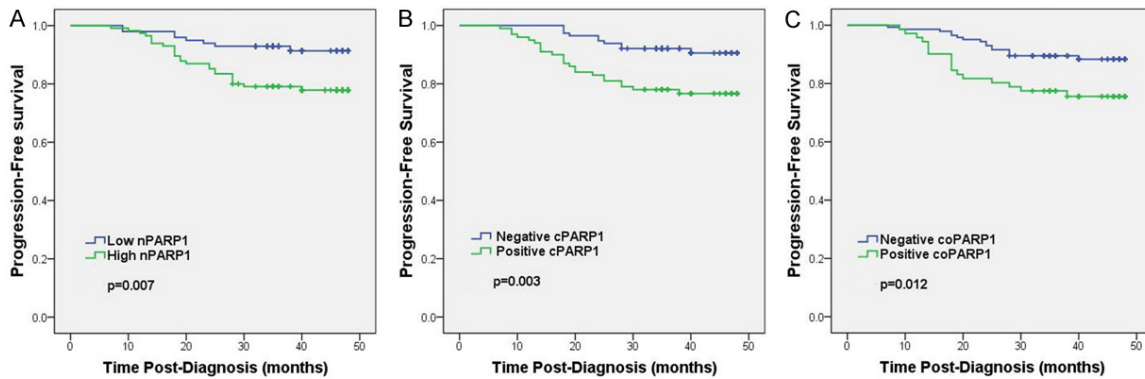 A
Progression-Free survival
1.0
0.8
0.6
0.4
0.2
0.0
Low nPARP1
High nPARP1
p=0.007
0 10 20 30 40 50
Time Post-Diagnosis (months)
B
Progression-Free Survival
1.0
0.8
0.6
0.4
0.2
0.0
Negative cPARP1
Positive cPARP1
p=0.003
0 10 20 30 40 50
Time Post-Diagnosis (months)
C
Progression-Free Survival
1.0
0.8
0.6
0.4
0.2
0.0
Negative coPARP1
Positive coPARP1
p=0.012
0 10 20 30 40 50
Time Post-Diagnosis (months)